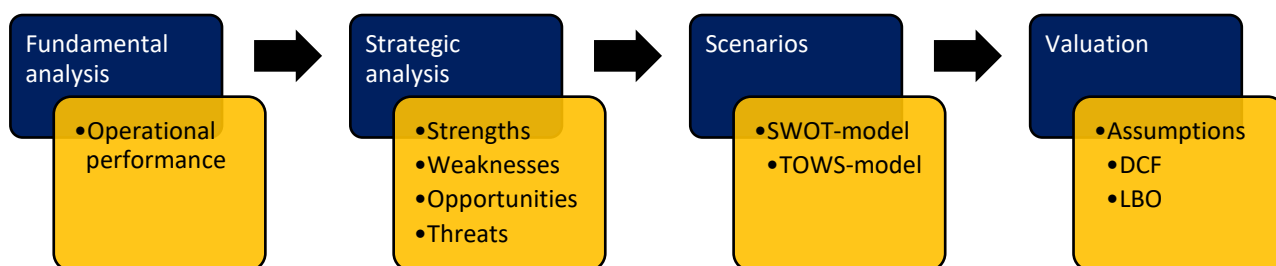 Fundamental
analysis
•Operational
performance
Strategic
analysis
•Strengths
•Weaknesses
•Opportunities
•Threats
Scenarios
•SWOT-model
•TOWS-model
Valuation
•Assumptions
•DCF
•LBO